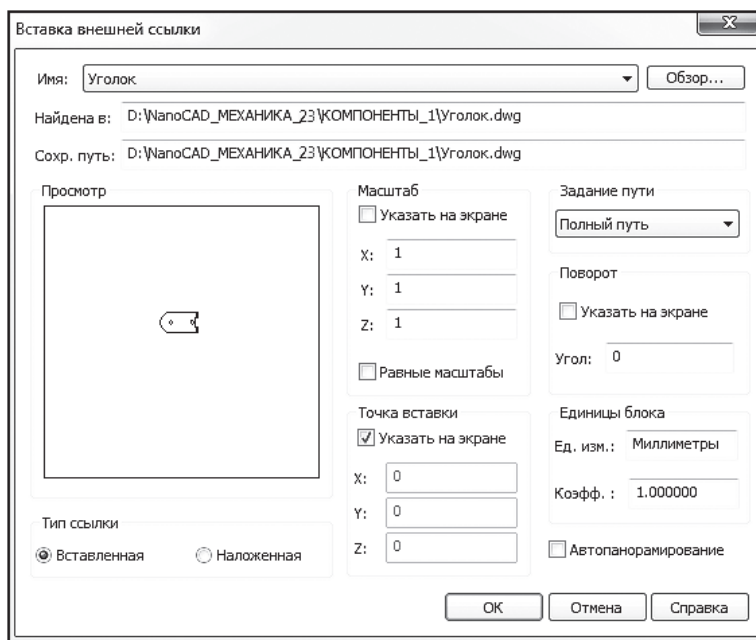 Вставка внешней ссылки
Имя: Уголок Обзор...
Найдена в: D:\NanoCAD_МЕХАНИКА_23\КОМПОНЕНТЫ_1\Уголок.dwg
Сохр. путь: D:\NanoCAD_МЕХАНИКА_23\КОМПОНЕНТЫ_1\Уголок.dwg
Просмотр
Тип ссылки
Вставленная Наложенная
Масштаб
Указать на экране
X: 1
Y: 1
Z: 1
Равные масштабы
Точка вставки
Указать на экране
X: 0
Y: 0
Z: 0
Задание пути
Полный путь
Поворот
Указать на экране
Угол: 0
Единицы блока
Ед. изм.: Миллиметры
Коэфф. : 1.000000
Автопанорамирование
ОК Отмена Справка